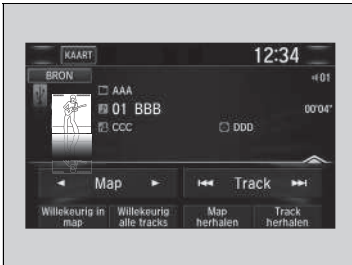 KAART 12:34
BRON 01
AAA
01 BBB 00'04"
CCC DDD
Map Track
Willekeurig in map Willekeurig alle tracks Map herhalen Track herhalen